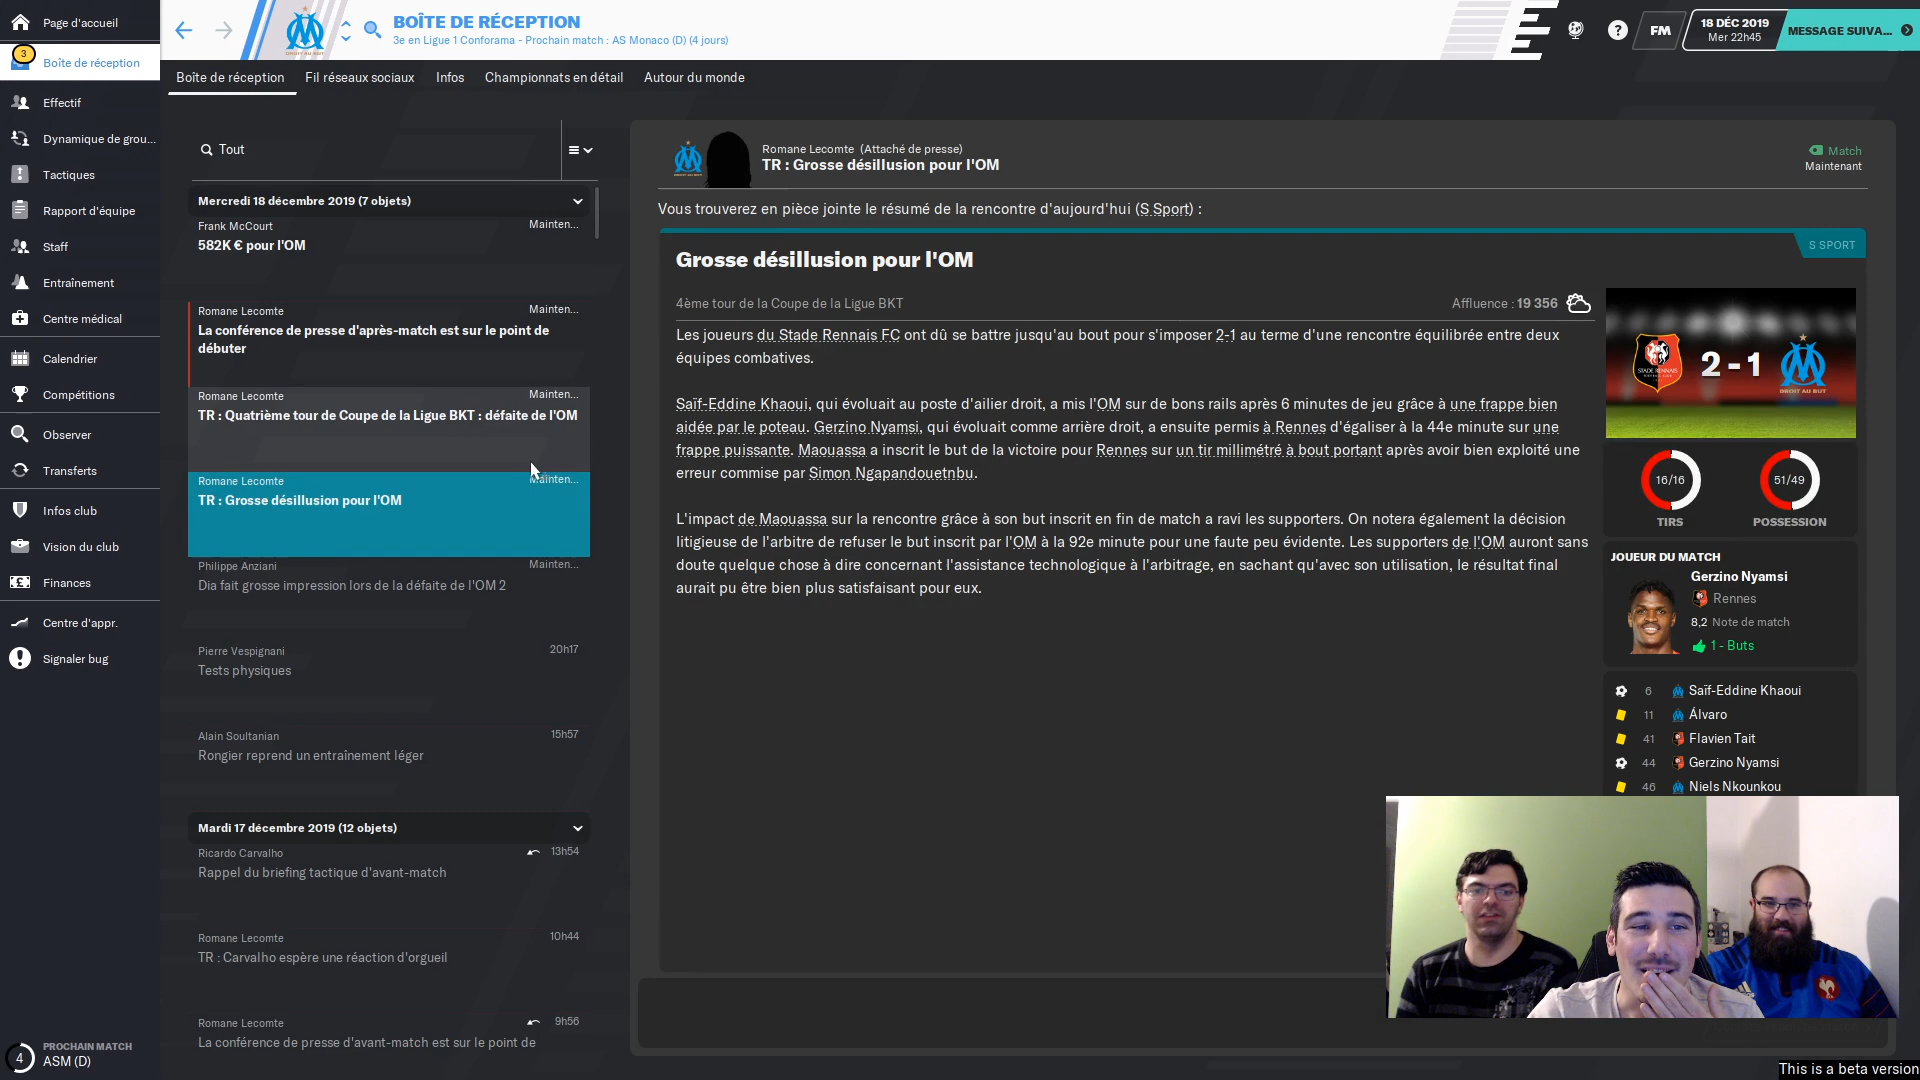 Page d'accueil
3
Boîte de réception
Effectif
Dynamique de grou...
Tactiques
Rapport d'équipe
Staff
Entraînement
Centre médical
Calendrier
Compétitions
Observer
Transferts
Infos club
Vision du club
Finances
Centre d'appr.
Signaler bug
4
PROCHAIN MATCH
ASM (D)
BOÎTE DE RÉCEPTION
3e en Ligue 1 Conforama - Prochain match : AS Monaco (D) (4 jours)
?
FM
18 DÉC 2019
Mer 22h45
MESSAGE SUIVA...
Boîte de réception
Fil réseaux sociaux
Infos
Championnats en détail
Autour du monde
Tout
Mercredi 18 décembre 2019 (7 objets)
Frank McCourt
Mainten...
582K € pour l'OM
Romane Lecomte
Mainten...
La conférence de presse d'après-match est sur le point de
débuter
Romane Lecomte
Mainten...
TR : Quatrième tour de Coupe de la Ligue BKT : défaite de l'OM
Romane Lecomte
Mainten...
TR : Grosse désillusion pour l'OM
Philippe Anziani
Mainten...
Dia fait grosse impression lors de la défaite de l'OM 2
Pierre Vespignani
20h17
Tests physiques
Alain Soultanian
15h57
Rongier reprend un entraînement léger
Mardi 17 décembre 2019 (12 objets)
Ricardo Carvalho
13h54
Rappel du briefing tactique d'avant-match
Romane Lecomte
10h44
TR : Carvalho espère une réaction d'orgueil
Romane Lecomte
9h56
La conférence de presse d'avant-match est sur le point de
Romane Lecomte (Attaché de presse)
TR : Grosse désillusion pour l'OM
Match
Maintenant
Vous trouverez en pièce jointe le résumé de la rencontre d'aujourd'hui (S Sport) :
S SPORT
Grosse désillusion pour l'OM
4ème tour de la Coupe de la Ligue BKT
Affluence : 19 356
Les joueurs du Stade Rennais FC ont dû se battre jusqu'au bout pour s'imposer 2-1 au terme d'une rencontre équilibrée entre deux
équipes combatives.
Saïf-Eddine Khaoui, qui évoluait au poste d'ailier droit, a mis l'OM sur de bons rails après 6 minutes de jeu grâce à une frappe bien
aidée par le poteau. Gerzino Nyamsi, qui évoluait comme arrière droit, a ensuite permis à Rennes d'égaliser à la 44e minute sur une
frappe puissante. Maouassa a inscrit le but de la victoire pour Rennes sur un tir millimétré à bout portant après avoir bien exploité une
erreur commise par Simon Ngapandouetnbu.
L'impact de Maouassa sur la rencontre grâce à son but inscrit en fin de match a ravi les supporters. On notera également la décision
litigieuse de l'arbitre de refuser le but inscrit par l'OM à la 92e minute pour une faute peu évidente. Les supporters de l'OM auront sans
doute quelque chose à dire concernant l'assistance technologique à l'arbitrage, en sachant qu'avec son utilisation, le résultat final
aurait pu être bien plus satisfaisant pour eux.
STADE RENNAIS
2 - 1
DROIT AU BUT
16/16
TIRS
51/49
POSSESSION
JOUEUR DU MATCH
Gerzino Nyamsi
Rennes
8,2 Note de match
1 - Buts
6 Saïf-Eddine Khaoui
11 Álvaro
41 Flavien Tait
44 Gerzino Nyamsi
46 Niels Nkounkou
This is a beta version